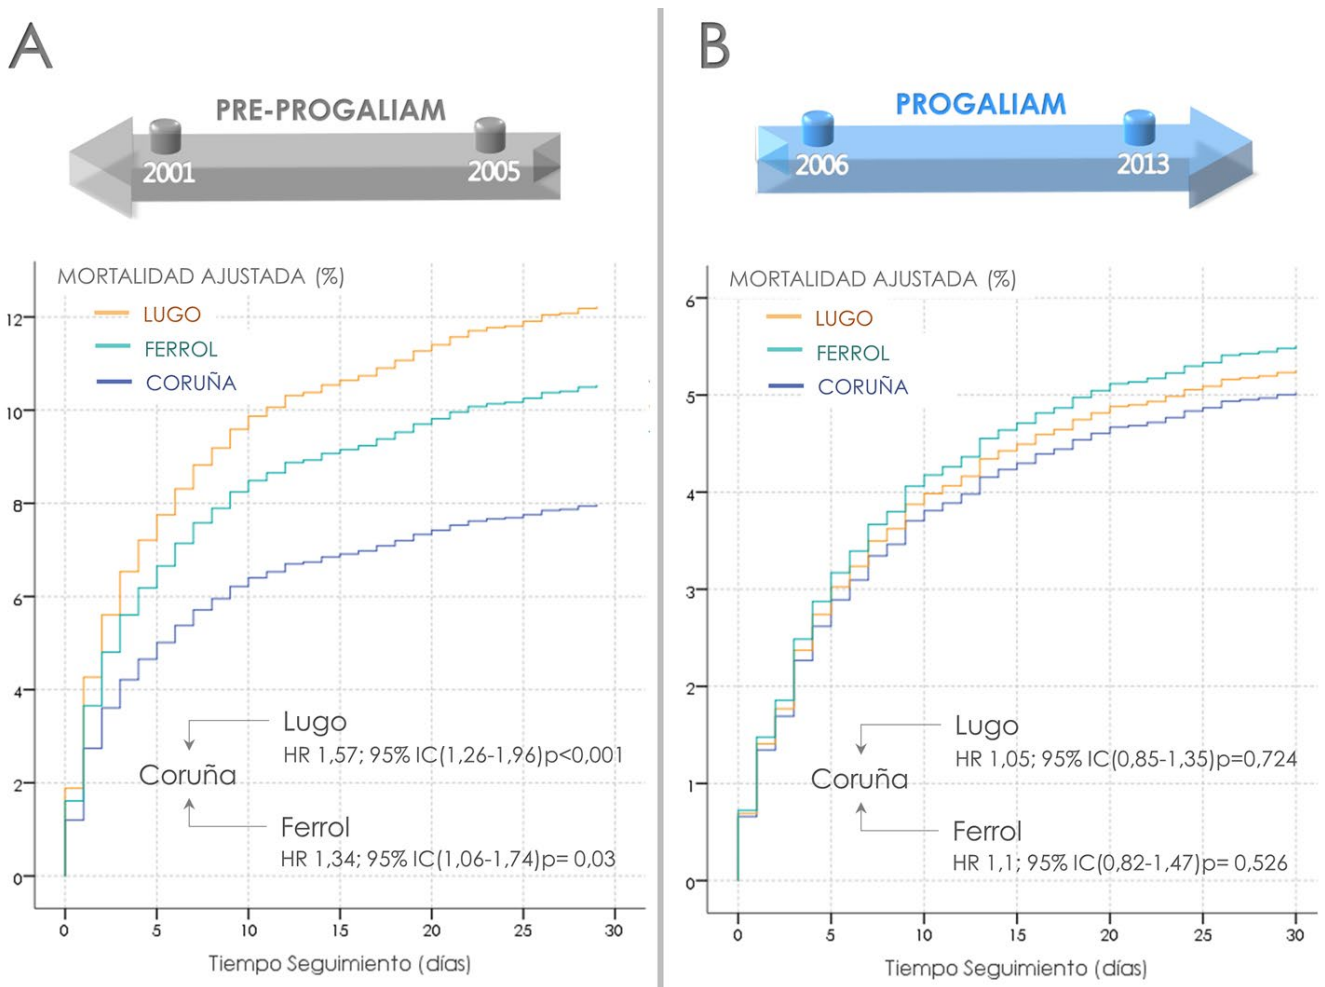 A
PRE-PROGALIAM
2001
2005
MORTALIDAD AJUSTADA (%)
LUGO
FERROL
CORUÑA
12
10
8
6
4
2
0
Lugo
HR 1,57; 95% IC(1,26-1,96)p<0,001
Coruña
Ferrol
HR 1,34; 95% IC(1,06-1,74)p= 0,03
0 5 10 15 20 25 30
Tiempo Seguimiento (días)
B
PROGALIAM
2006
2013
MORTALIDAD AJUSTADA (%)
LUGO
FERROL
CORUÑA
6
5
4
3
2
1
0
Lugo
HR 1,05; 95% IC(0,85-1,35)p=0,724
Coruña
Ferrol
HR 1,1; 95% IC(0,82-1,47)p= 0,526
0 5 10 15 20 25 30
Tiempo Seguimiento (días)